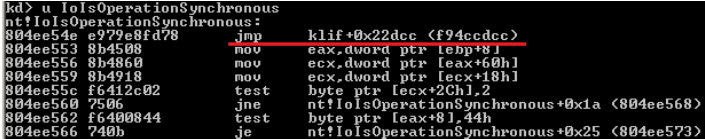 kd> u IoIsOperationSynchronous
nt!IoIsOperationSynchronous:
804ee54e e979e8fd78 jmp klif+0x22dcc (f94ccdcc)
804ee553 8b4508 mov eax,dword ptr [ebp+8]
804ee556 8b4860 mov ecx,dword ptr [eax+60h]
804ee559 8b4918 mov ecx,dword ptr [ecx+18h]
804ee55c f6412c02 test byte ptr [ecx+2Ch],2
804ee560 7506 jne nt!IoIsOperationSynchronous+0x1a (804ee568)
804ee562 f6400844 test byte ptr [eax+8],44h
804ee566 740b je nt!IoIsOperationSynchronous+0x25 (804ee573)